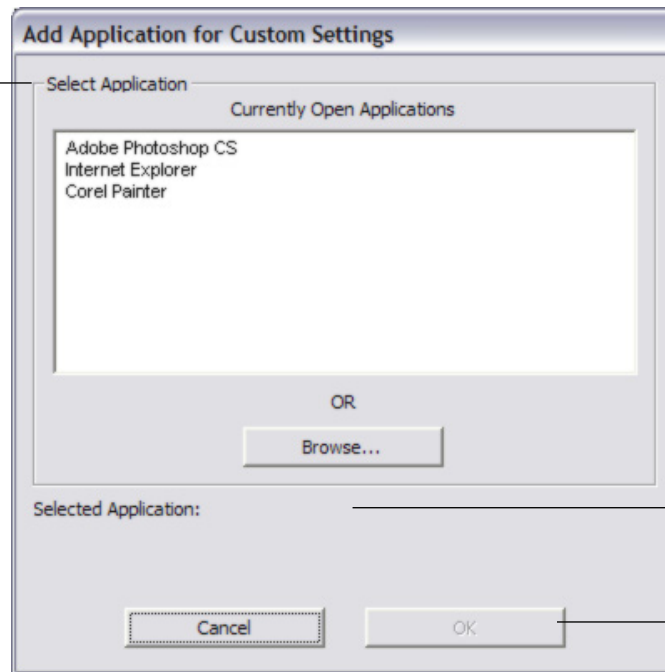 Add Application for Custom Settings
Select Application
Currently Open Applications
Adobe Photoshop CS
Internet Explorer
Corel Painter
OR
Browse...
Selected Application:
Cancel
OK